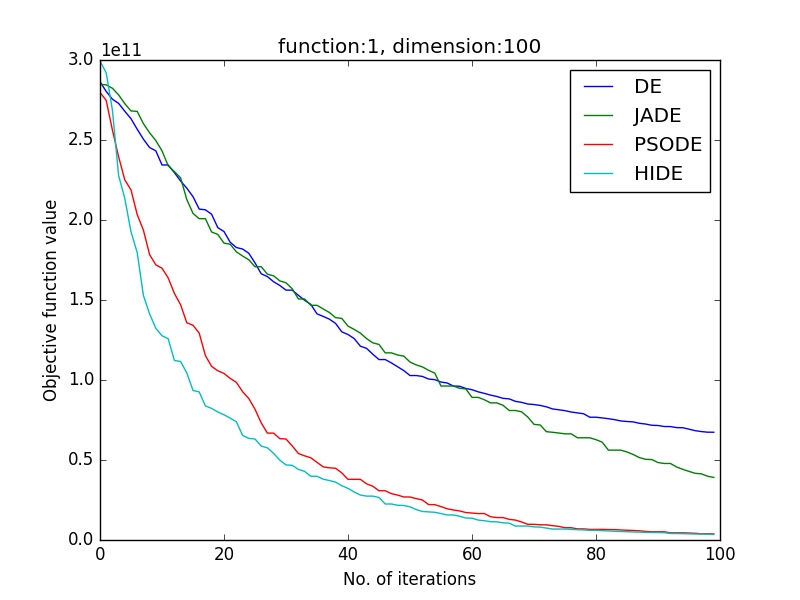 function:1, dimension:100
1e11
3.0
2.5
2.0
1.5
1.0
0.5
0.0
Objective function value
0 20 40 60 80 100
No. of iterations
DE
JADE
PSODE
HIDE